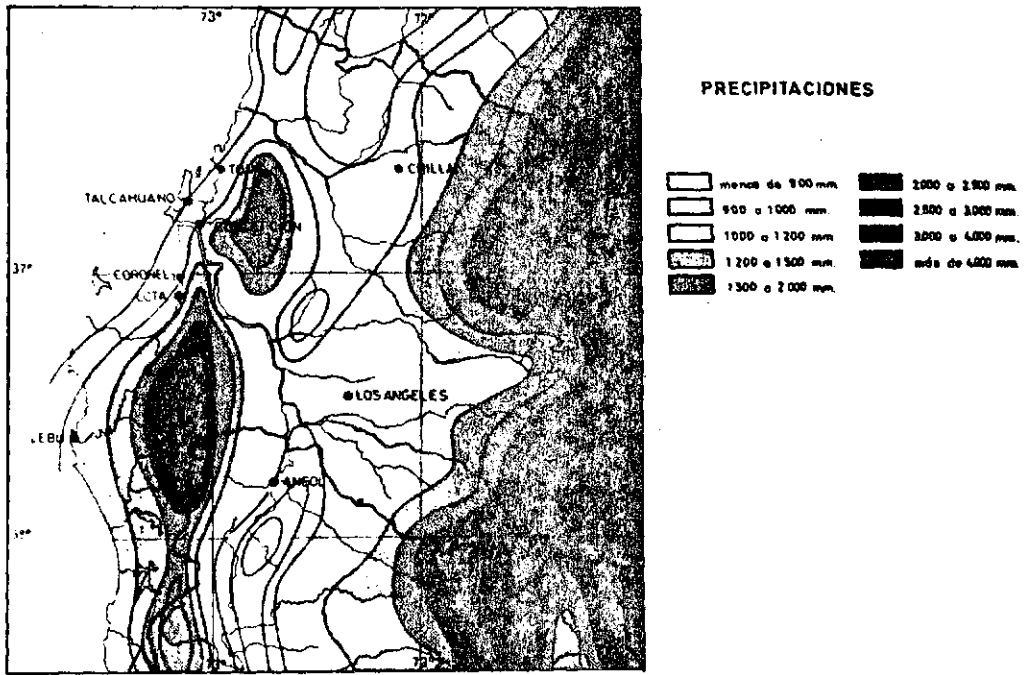 73°
72°
PRECIPITACIONES
TALCAHUANO
menos de 900 mm.
900 a 1000 mm.
1000 a 1200 mm
1200 a 1500 mm.
1500 a 2000 mm.
2000 a 2500 mm.
2500 a 3000 mm.
3000 a 4000 mm.
más de 4000 mm.
37°
CORONEL
LOS ANGELES
ANGOL
73°
72°